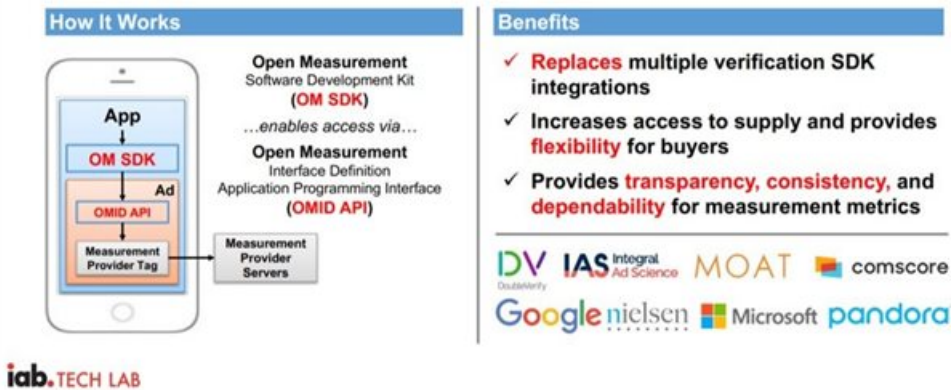 How It Works
App
OM SDK
Ad
OMID API
Measurement
Provider Tag
Measurement
Provider
Servers
Open Measurement
Software Development Kit
(OM SDK)
...enables access via...
Open Measurement
Interface Definition
Application Programming Interface
(OMID API)
Benefits
✓ Replaces multiple verification SDK
integrations
✓ Increases access to supply and provides
flexibility for buyers
✓ Provides transparency, consistency, and
dependability for measurement metrics
DV
DoubleVerify
IAS Integral
Ad Science
MOAT
comscore
Google
nielsen
Microsoft
pandora
iab. TECH LAB